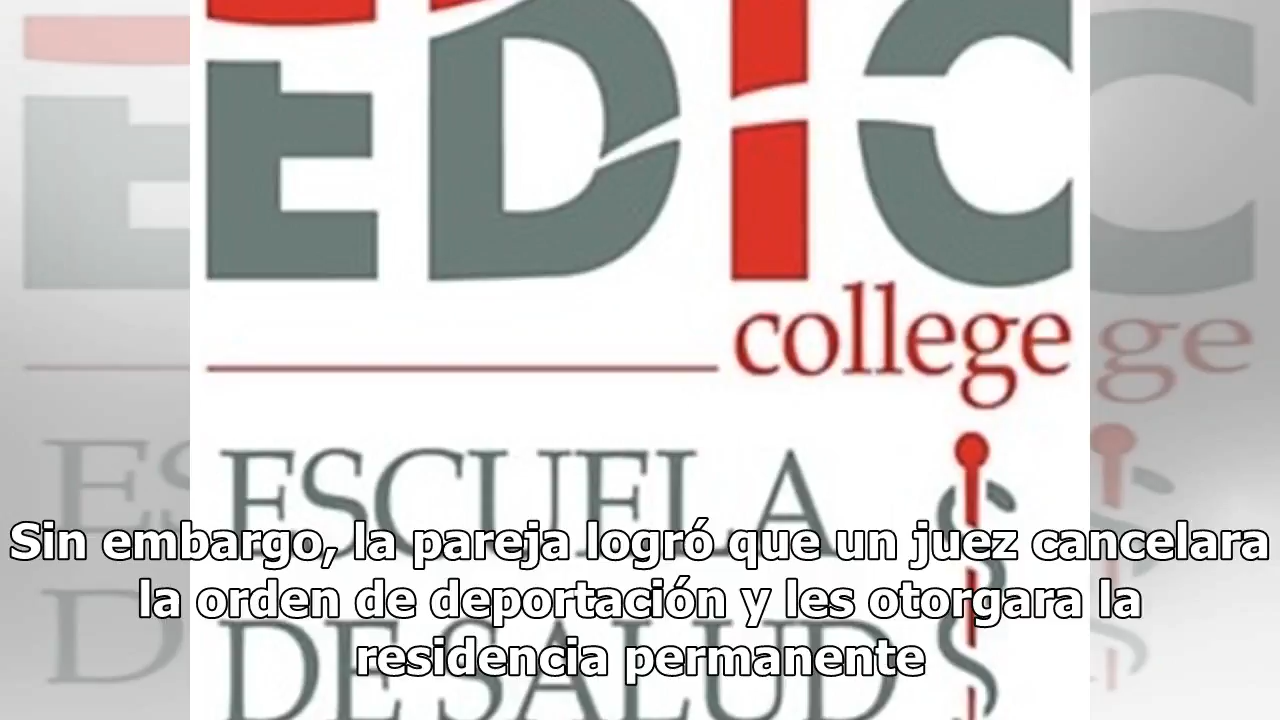 EDIC
college
ESCUELA
Sin embargo, la pareja logró que un juez cancelara
la orden de deportación y les otorgara la
DE SALUD
residencia permanente